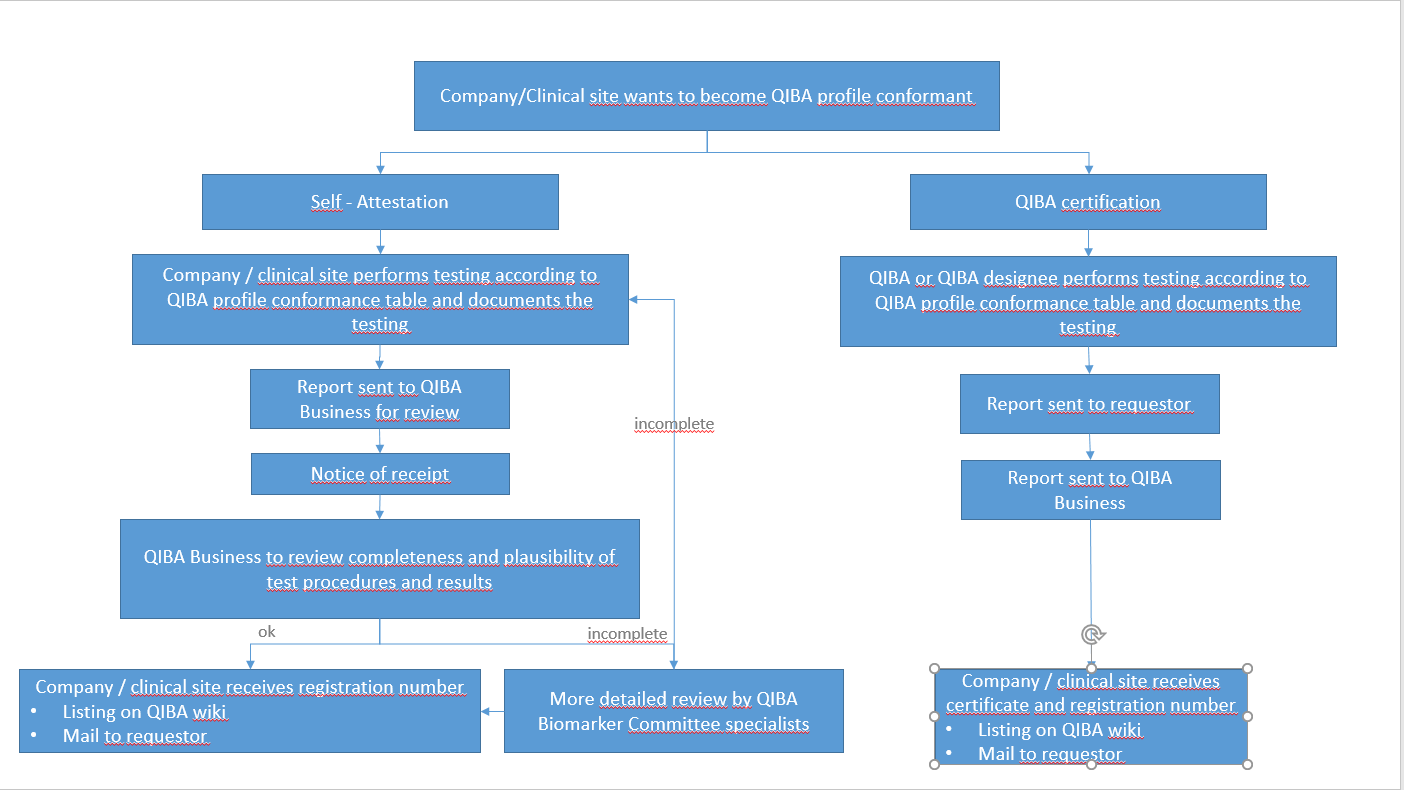 Company/Clinical site wants to become QIBA profile conformant
Self - Attestation
QIBA certification
Company / clinical site performs testing according to
QIBA profile conformance table and documents the
testing
QIBA or QIBA designee performs testing according to
QIBA profile conformance table and documents the
testing
Report sent to QIBA
Business for review
Report sent to requestor
incomplete
Notice of receipt
Report sent to QIBA
Business
QIBA Business to review completeness and plausibility of
test procedures and results
ok
incomplete
Company / clinical site receives registration number
• Listing on QIBA wiki
• Mail to requestor
More detailed review by QIBA
Biomarker Committee specialists
Company / clinical site receives
certificate and registration number
• Listing on QIBA wiki
• Mail to requestor